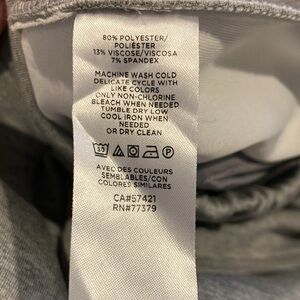 80% POLYESTER/
POLIÉSTER
13% VISCOSE/VISCOSA
7% SPANDEX
MACHINE WASH COLD
DELICATE CYCLE WITH
LIKE COLORS
ONLY NON-CHLORINE
BLEACH WHEN NEEDED
TUMBLE DRY LOW
COOL IRON WHEN
NEEDED
OR DRY CLEAN
30 P
AVEC DES COULEURS
SEMBLABLES/CON
COLORES SIMILARES
CA#57421
RN#77379